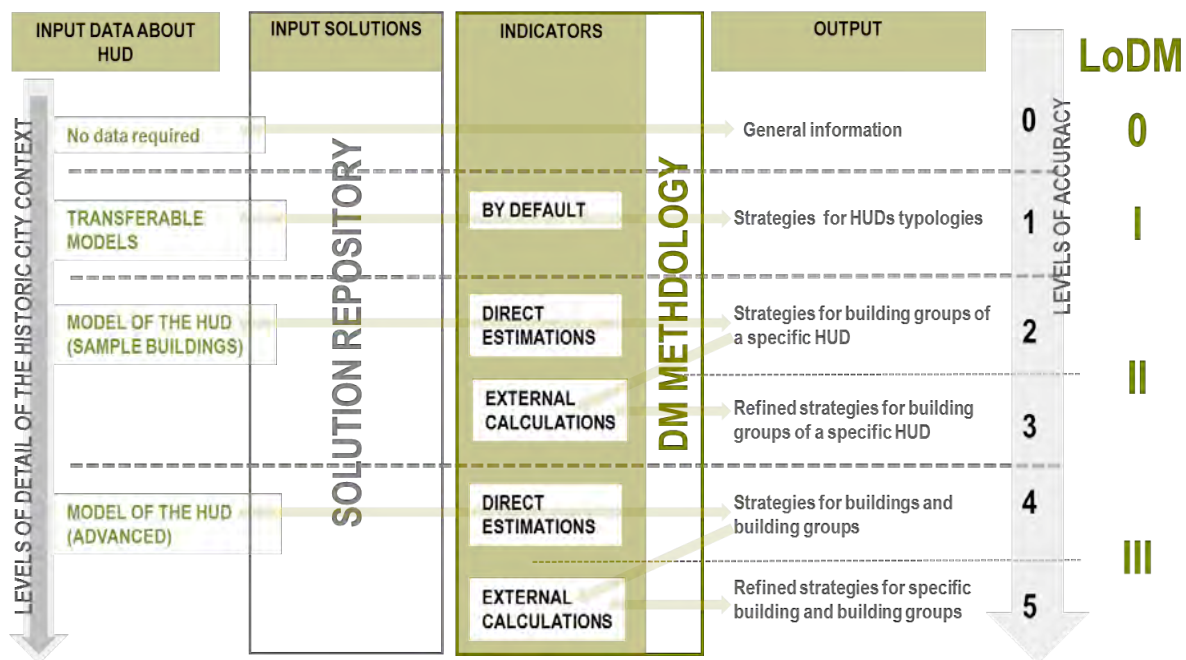 INPUT DATA ABOUT
HUD
INPUT SOLUTIONS
INDICATORS
OUTPUT
LoDM
LEVELS OF DETAIL OF THE HISTORIC CITY CONTEXT
SOLUTION REPOSITORY
DM METHDOLOGY
LEVELS OF ACCURACY
No data required
General information
0
0
TRANSFERABLE
MODELS
BY DEFAULT
Strategies for HUDs typologies
1
I
MODEL OF THE HUD
(SAMPLE BUILDINGS)
DIRECT
ESTIMATIONS
Strategies for building groups of
a specific HUD
2
II
EXTERNAL
CALCULATIONS
Refined strategies for building
groups of a specific HUD
3
MODEL OF THE HUD
(ADVANCED)
DIRECT
ESTIMATIONS
Strategies for buildings and
building groups
4
III
EXTERNAL
CALCULATIONS
Refined strategies for specific
building and building groups
5